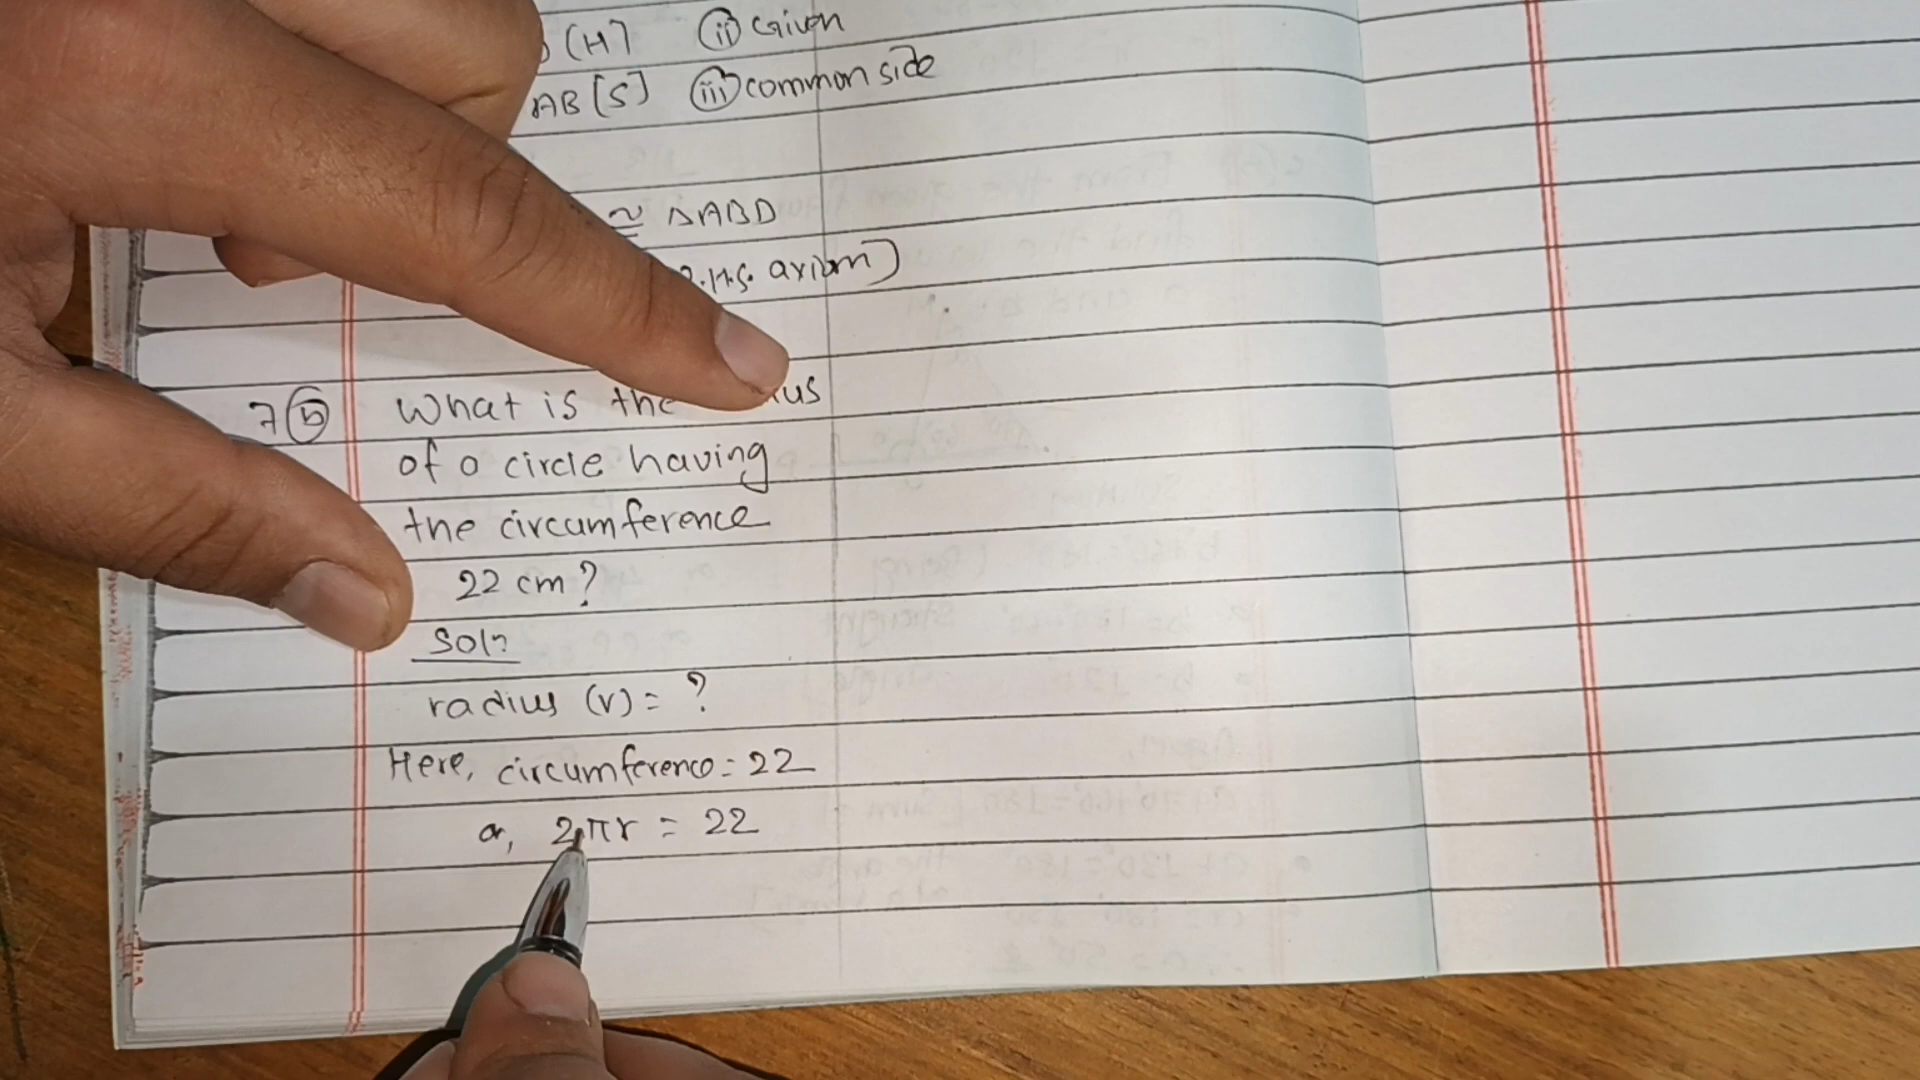 (H] (ii) Given
AB [S] (iii) common side
≅ ΔABD
.H.S. axiom]
7(b) What is the
of a circle having
the circumference
22 cm?
Soln
radius (r) = ?
Here, circumference = 22
or, 2πr = 22